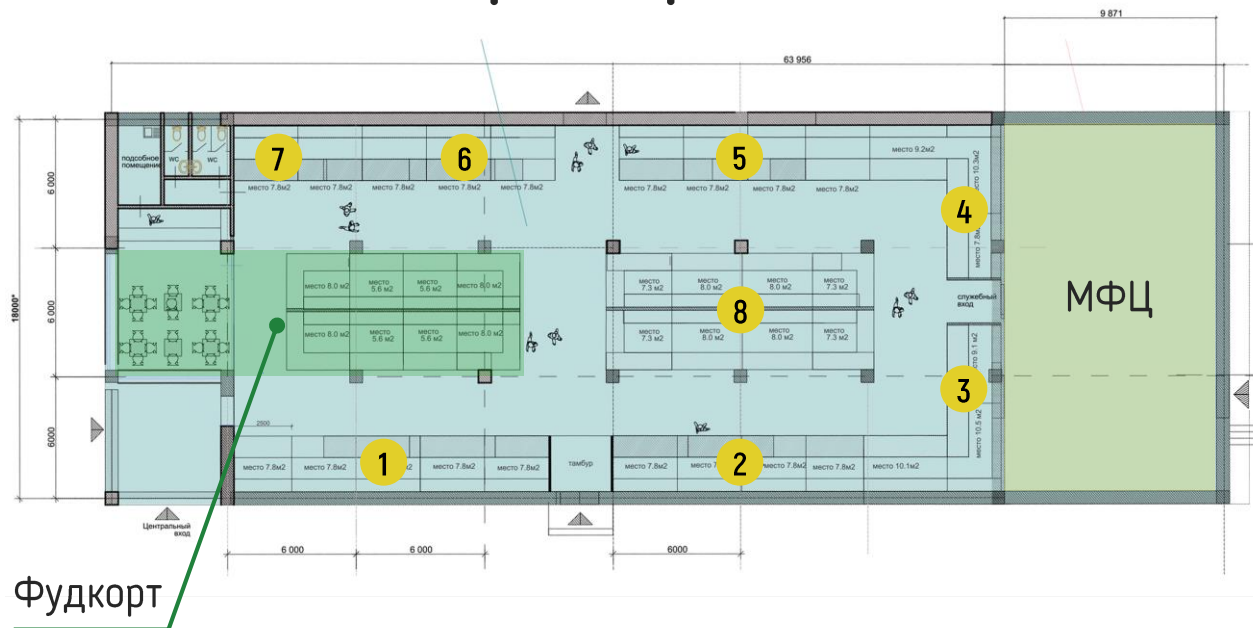 9 871
63 956
подсобное
помещение
WC
WC
7
6
5
место 9.2м2
место 7.8м2
место 7.8м2
место 7.8м2
место 7.8м2
место 7.8м2
место 7.8м2
место 7.8м2
место 7.8м2
место 7.8м2
место 10.3м2
4
6 000
18000*
6 000
6000
место 8.0 м2
место
5.6 м2
место
5.6 м2
место 8.0 м2
место 8.0 м2
место
5.6 м2
место
5.6 м2
место 8.0 м2
место
7.3 м2
место
8.0 м2
место
8.0 м2
место
7.3 м2
8
место
7.3 м2
место
8.0 м2
место
8.0 м2
место
7.3 м2
служебный
вход
МФЦ
3
место 10.5 м2
2500
место 7.8м2
место 7.8м2
1
место 7.8м2
место 7.8м2
тамбур
место 7.8м2
2
место 7.8м2
место 7.8м2
место 10.1м2
Центральный
вход
6 000
6 000
6000
Фудкорт